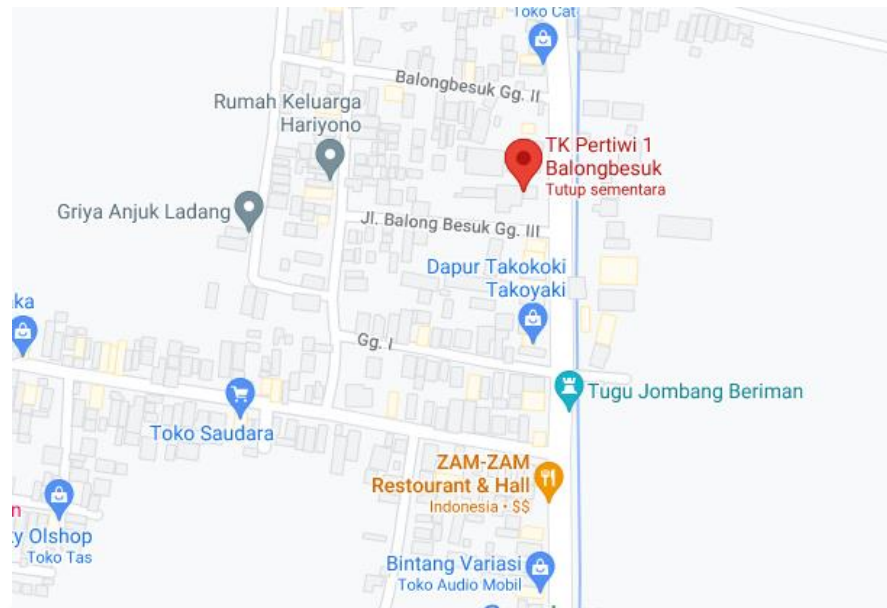 Toko Cat
Balongbesuk Gg. II
Rumah Keluarga
Hariyono
TK Pertiwi 1
Balongbesuk
Tutup sementara
Griya Anjuk Ladang
Jl. Balong Besuk Gg. III
Dapur Takokoki
Takoyaki
aka
Gg. I
Tugu Jombang Beriman
Toko Saudara
ZAM-ZAM
Restourant & Hall
Indonesia • $$
n
y Olshop
Toko Tas
Bintang Variasi
Toko Audio Mobil